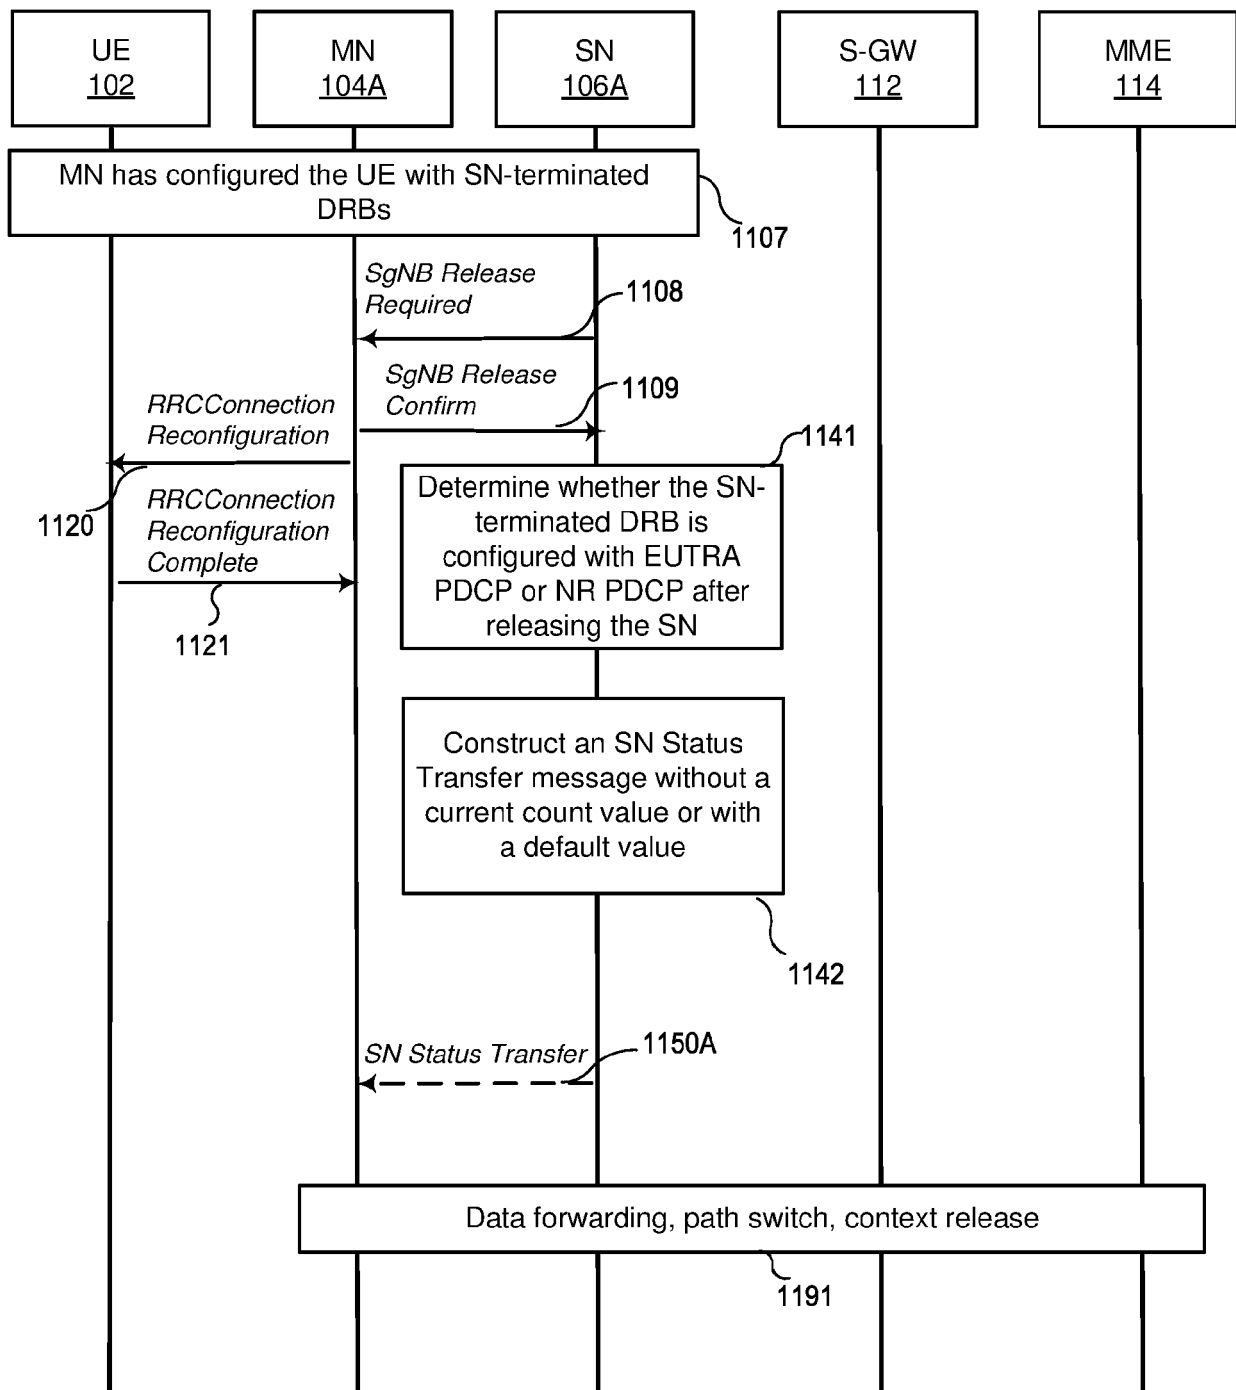 UE
102
MN
104A
SN
106A
S-GW
112
MME
114
MN has configured the UE with SN-terminated
DRBs
1107
SgNB Release
Required
1108
SgNB Release
Confirm
1109
RRCConnection
Reconfiguration
1120
1141
Determine whether the SN-
terminated DRB is
configured with EUTRA
PDCP or NR PDCP after
releasing the SN
RRCConnection
Reconfiguration
Complete
1121
Construct an SN Status
Transfer message without a
current count value or with
a default value
1142
SN Status Transfer
1150A
Data forwarding, path switch, context release
1191